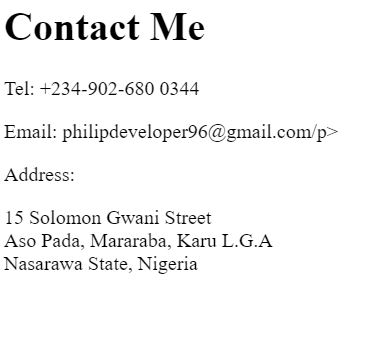 Contact Me
Tel: +234-902-680 0344
Email: philipdeveloper96@gmail.com/p>
Address:
15 Solomon Gwani Street
Aso Pada, Mararaba, Karu L.G.A
Nasarawa State, Nigeria